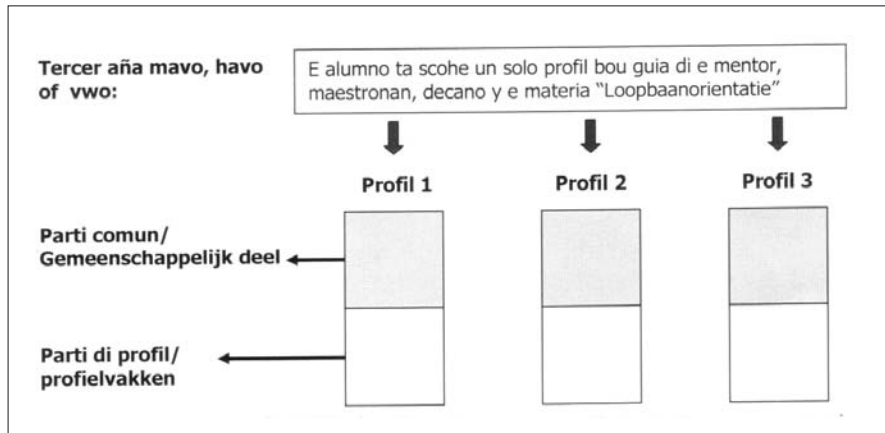 Tercer aña mavo, havo
of vwo:
E alumno ta scohe un solo profil bou guia di e mentor,
maestronan, decano y e materia “Loopbaanorientatie”
Profil 1
Profil 2
Profil 3
Parti comun/
Gemeenschappelijk deel
Parti di profil/
profielvakken